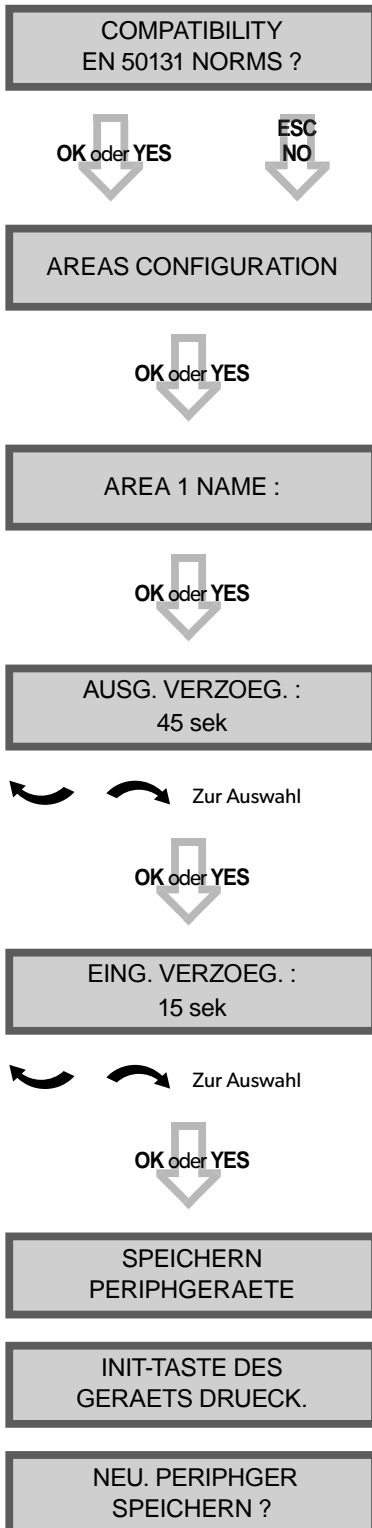 COMPATIBILITY
EN 50131 NORMS ?
OK oder YES
ESC
NO
AREAS CONFIGURATION
OK oder YES
AREA 1 NAME :
OK oder YES
AUSG. VERZOEG. :
45 sek
Zur Auswahl
OK oder YES
EING. VERZOEG. :
15 sek
Zur Auswahl
OK oder YES
SPEICHERN
PERIPHGERAETE
INIT-TASTE DES
GERAETS DRUECK.
NEU. PERIPHGER
SPEICHERN ?